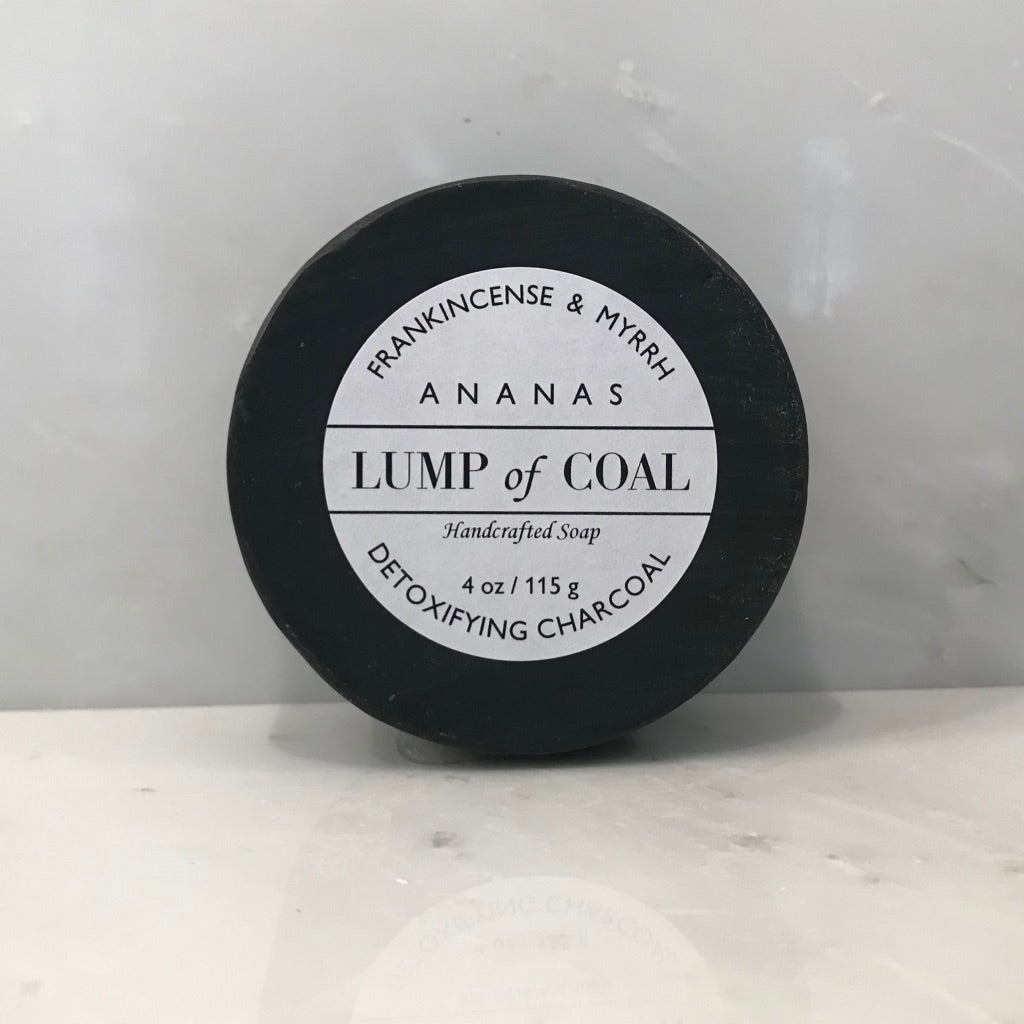 FRANKINCENSE & MYRRH
ANANAS
LUMP of COAL
Handcrafted Soap
4 oz / 115 g
DETOXIFYING CHARCOAL